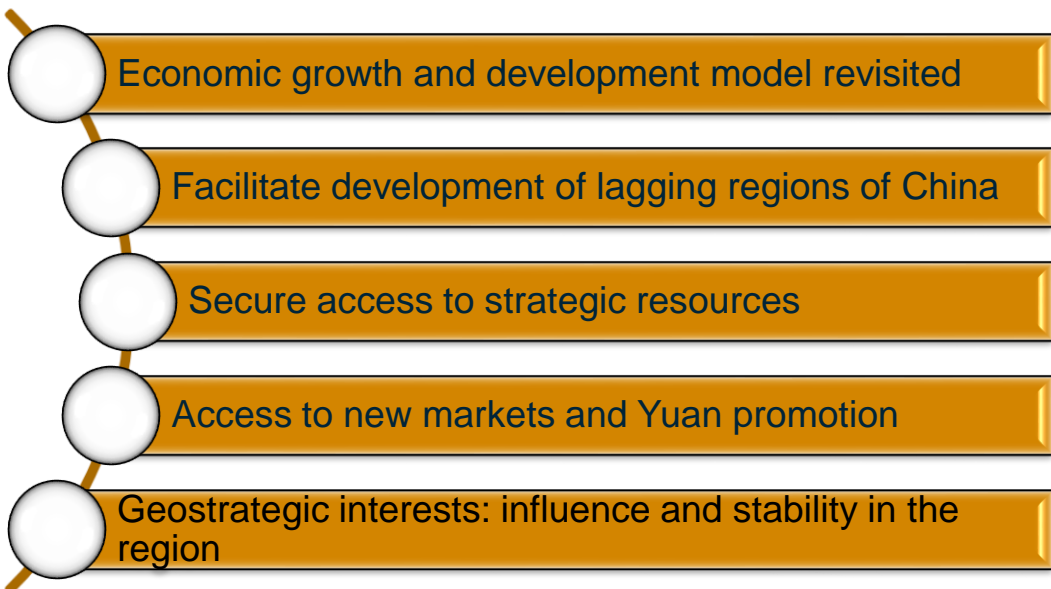 Economic growth and development model revisited
Facilitate development of lagging regions of China
Secure access to strategic resources
Access to new markets and Yuan promotion
Geostrategic interests: influence and stability in the
region